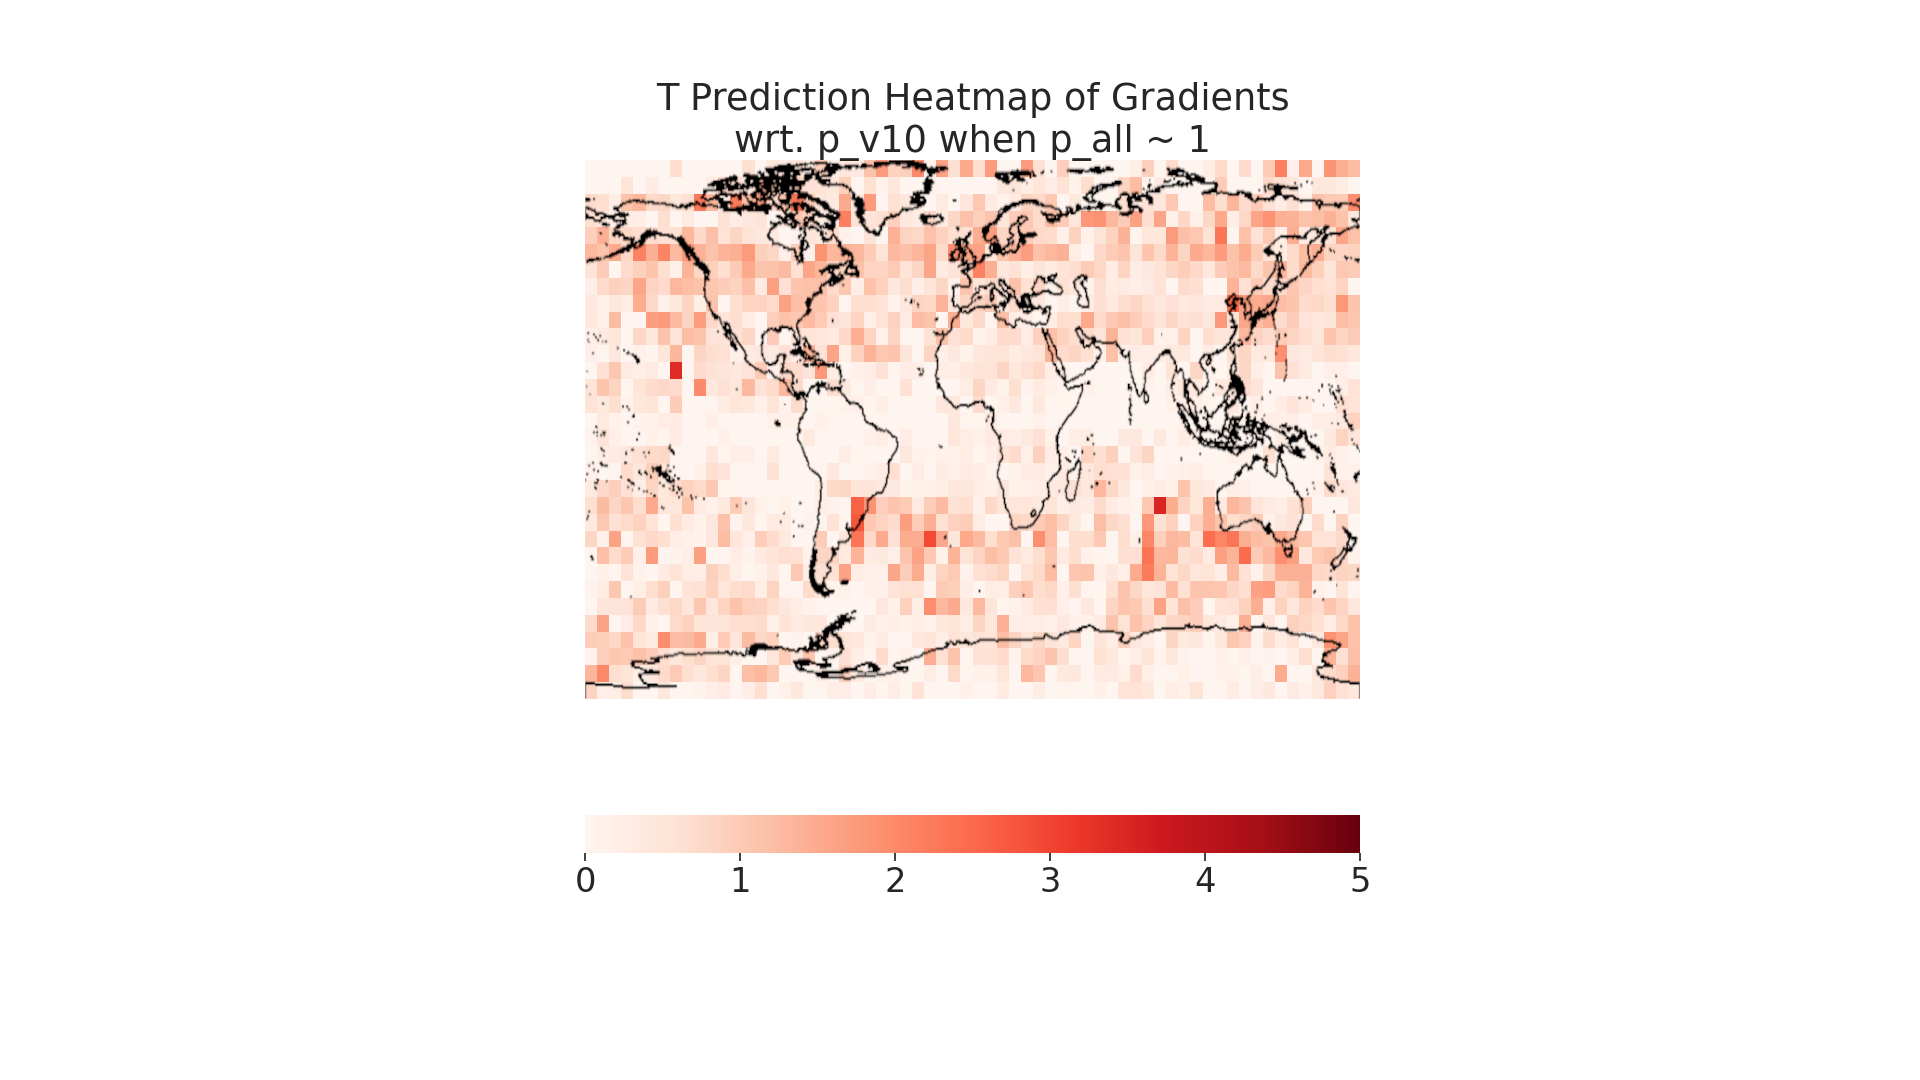 T Prediction Heatmap of Gradients
wrt. p_v10 when p_all ~ 1
0 1 2 3 4 5